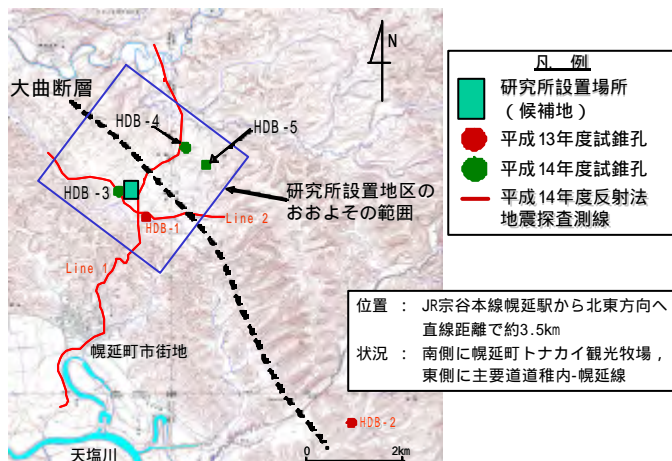 N
大曲断層
HDB-4
HDB-5
HDB-3
研究所設置地区の
おおよその範囲
HDB-1
Line 2
Line 1
幌延町市街地
HDB-2
天塩川
0 2km
凡 例
研究所設置場所
(候補地)
平成13年度試錐孔
平成14年度試錐孔
平成14年度反射法
地震探査測線
位置 : JR宗谷本線幌延駅から北東方向へ
直線距離で約3.5km
状況 : 南側に幌延町トナカイ観光牧場,
東側に主要道道稚内-幌延線